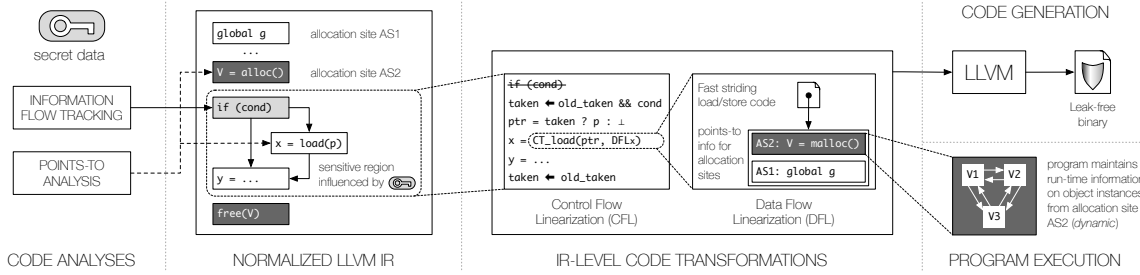 secret data
INFORMATION
FLOW TRACKING
POINTS-TO
ANALYSIS
CODE ANALYSES
global g
allocation site AS1
...
V = alloc()
allocation site AS2
if (cond)
x = load(p)
y = ...
sensitive region
influenced by
free(V)
NORMALIZED LLVM IR
if (cond)
taken ← old_taken && cond
ptr = taken ? p : ⊥
x = CT_load(ptr, DFLx)
y = ...
taken ← old_taken
Control Flow
Linearization (CFL)
Fast striding
load/store code
points-to
info for
allocation
sites
AS2: V = malloc()
AS1: global g
Data Flow
Linearization (DFL)
IR-LEVEL CODE TRANSFORMATIONS
CODE GENERATION
LLVM
Leak-free
binary
V1
V2
V3
program maintains
run-time information
on object instances
from allocation site
AS2 (dynamic)
PROGRAM EXECUTION